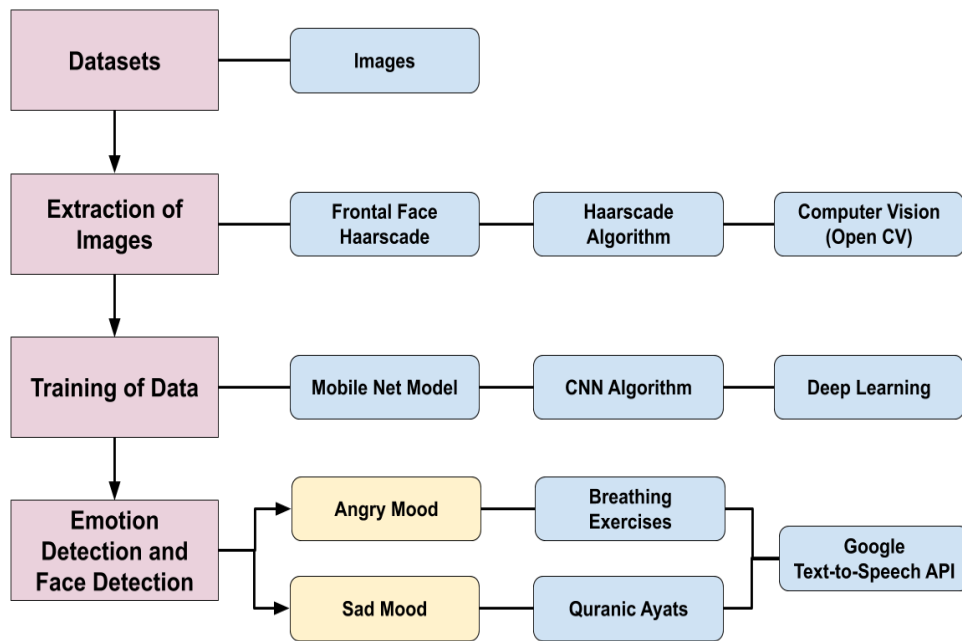 Datasets
Images
Extraction of
Images
Frontal Face
Haarscade
Haarscade
Algorithm
Computer Vision
(Open CV)
Training of Data
Mobile Net Model
CNN Algorithm
Deep Learning
Emotion
Detection and
Face Detection
Angry Mood
Breathing
Exercises
Sad Mood
Quranic Ayats
Google
Text-to-Speech API